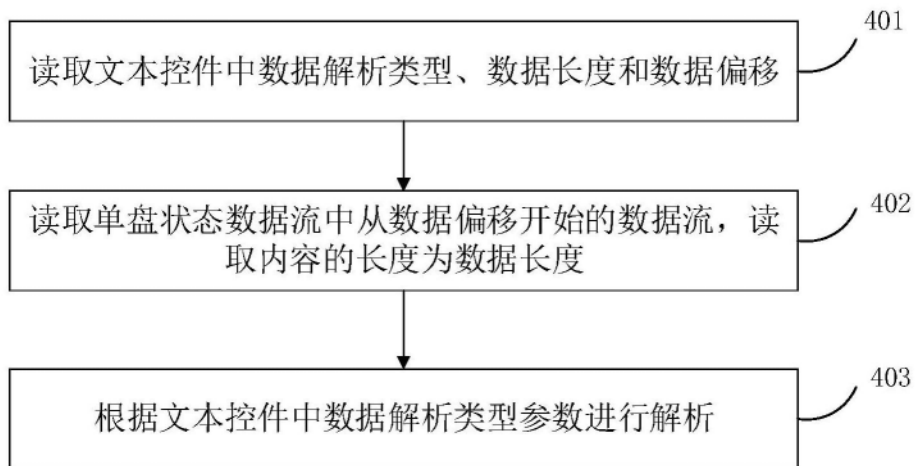 401
读取文本控件中数据解析类型、数据长度和数据偏移
402
读取单盘状态数据流中从数据偏移开始的数据流，读
取内容的长度为数据长度
403
根据文本控件中数据解析类型参数进行解析